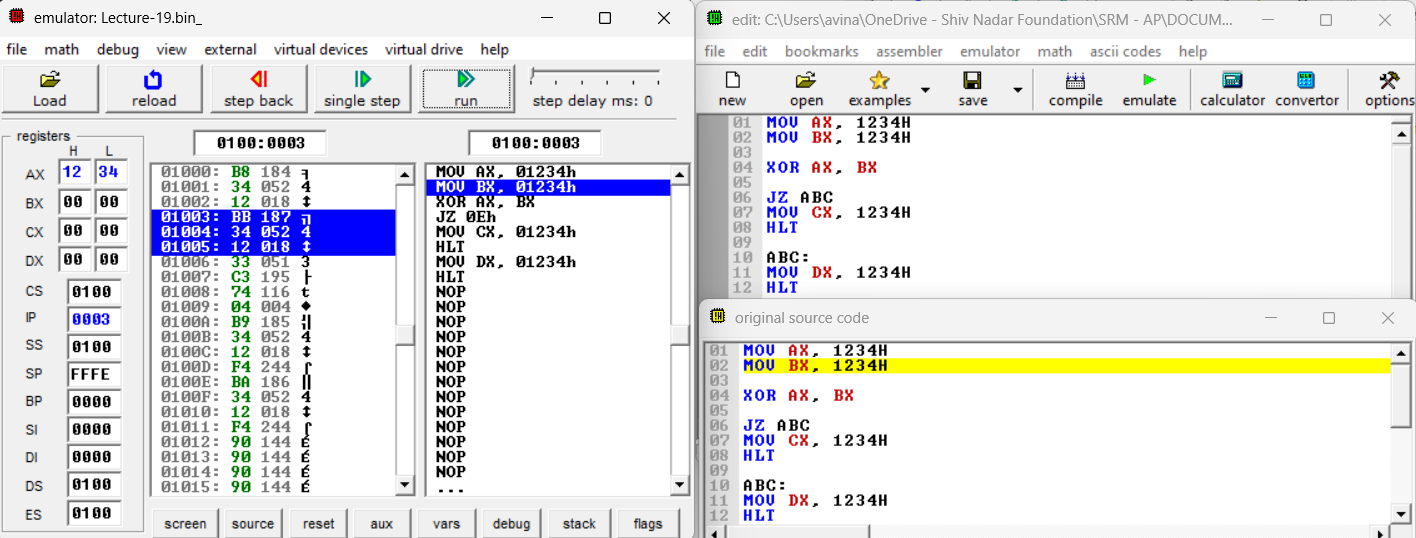 emulator: Lecture-19.bin_
file math debug view external virtual devices virtual drive help
Load reload step back single step run step delay ms: 0
registers
H L
AX 12 34
BX 00 00
CX 00 00
DX 00 00
CS 0100
IP 0003
SS 0100
SP FFFE
BP 0000
SI 0000
DI 0000
DS 0100
ES 0100
0100:0003
01000: B8 184 ╕
01001: 34 052 4
01002: 12 018 ↕
01003: BB 187 ╗
01004: 34 052 4
01005: 12 018 ↕
01006: 33 051 3
01007: C3 195 ├
01008: 74 116 t
01009: 04 004 ♦
0100A: B9 185 ╣
0100B: 34 052 4
0100C: 12 018 ↕
0100D: F4 244 ⌠
0100E: BA 186 ║
0100F: 34 052 4
01010: 12 018 ↕
01011: F4 244 ⌠
01012: 90 144 É
01013: 90 144 É
01014: 90 144 É
01015: 90 144 É
0100:0003
MOV AX, 01234h
MOV BX, 01234h
XOR AX, BX
JZ 0Eh
MOV CX, 01234h
HLT
MOV DX, 01234h
HLT
NOP
NOP
NOP
NOP
NOP
NOP
NOP
NOP
NOP
NOP
NOP
NOP
NOP
...
screen source reset aux vars debug stack flags
edit: C:\Users\avina\OneDrive - Shiv Nadar Foundation\SRM - AP\DOCUM...
file edit bookmarks assembler emulator math ascii codes help
new open examples save compile emulate calculator convertor options
01 MOV AX, 1234H
02 MOV BX, 1234H
03
04 XOR AX, BX
05
06 JZ ABC
07 MOV CX, 1234H
08 HLT
09
10 ABC:
11 MOV DX, 1234H
12 HLT
original source code
01 MOV AX, 1234H
02 MOV BX, 1234H
03
04 XOR AX, BX
05
06 JZ ABC
07 MOV CX, 1234H
08 HLT
09
10 ABC:
11 MOV DX, 1234H
12 HLT